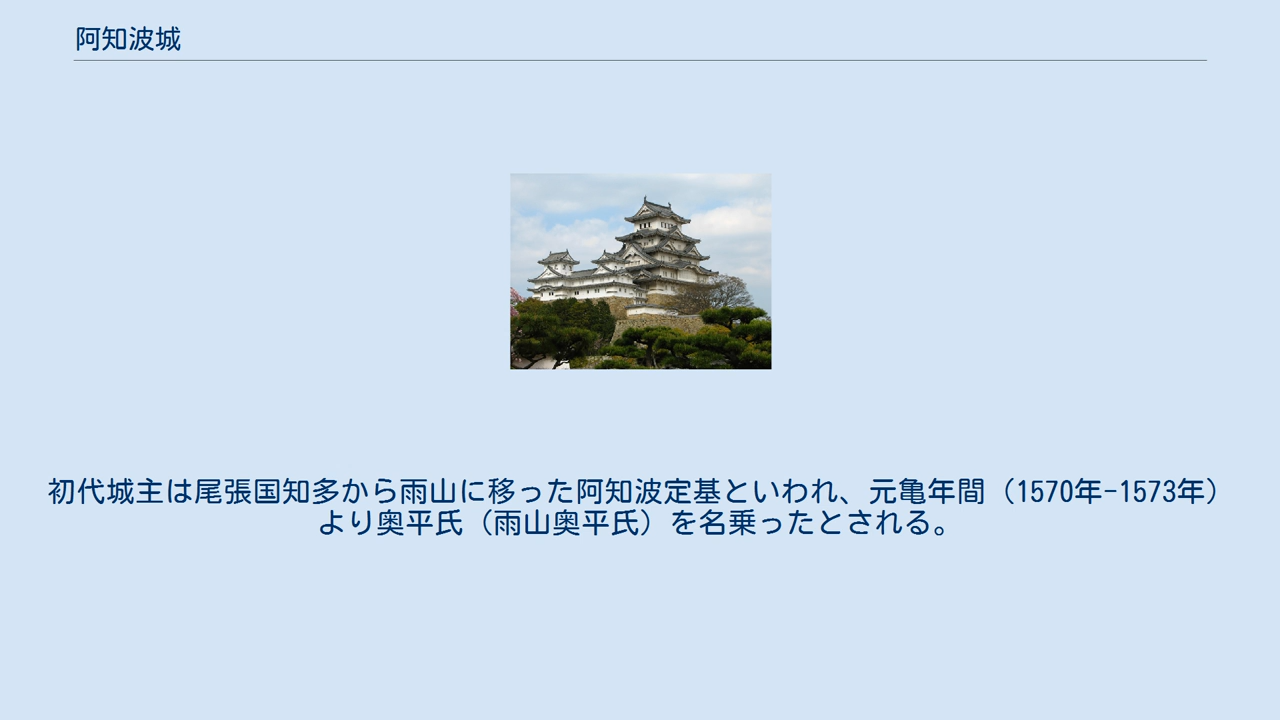 阿知波城
初代城主は尾張国知多から雨山に移った阿知波定基といわれ、元亀年間（1570年-1573年）
より奥平氏（雨山奥平氏）を名乗ったとされる。